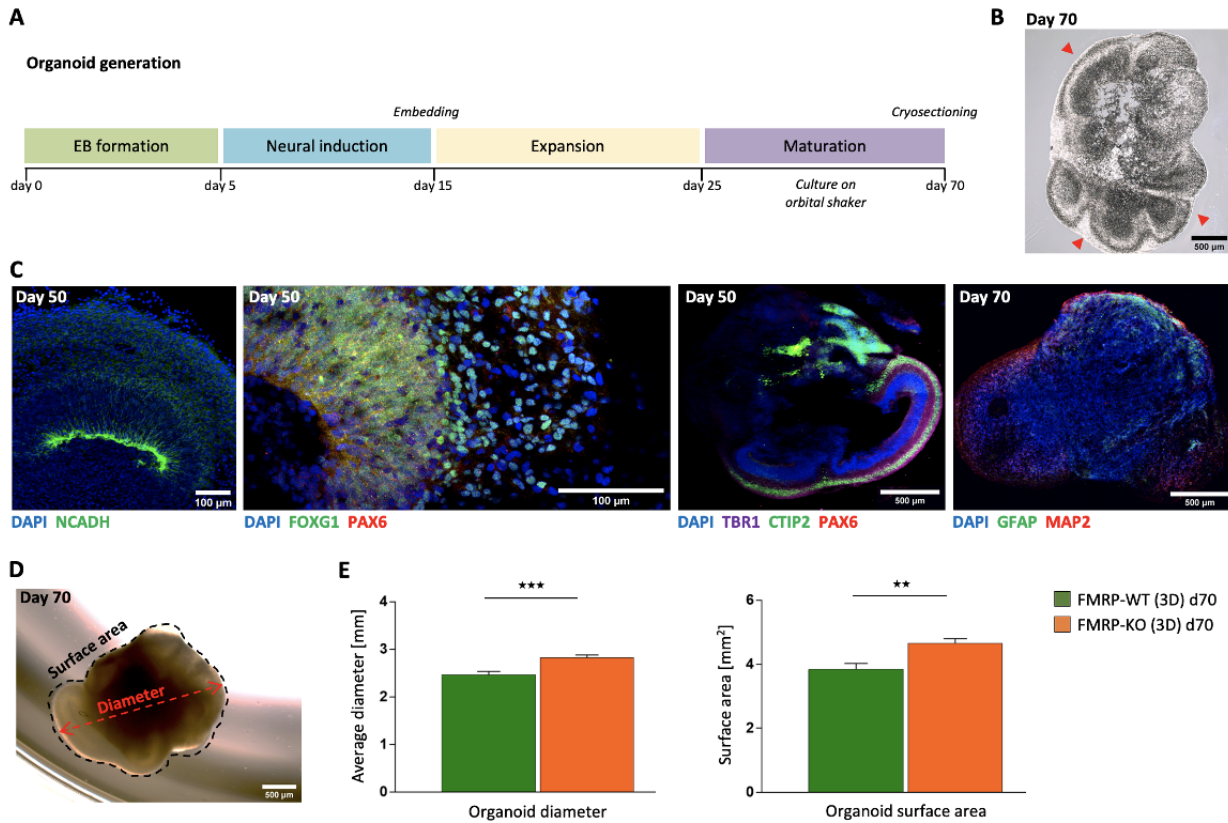 A
Organoid generation
Embedding
Cryosectioning
EB formation
Neural induction
Expansion
Maturation
day 0
day 5
day 15
day 25
day 70
Culture on
orbital shaker
B
Day 70
500 µm
C
Day 50
100 µm
DAPI NCADH
Day 50
100 µm
DAPI FOXG1 PAX6
Day 50
500 µm
DAPI TBR1 CTIP2 PAX6
Day 70
500 µm
DAPI GFAP MAP2
D
Day 70
Surface area
Diameter
500 µm
E
Average diameter [mm]
4
3
2
1
0
★★★
Organoid diameter
Surface area [mm²]
6
4
2
0
★★
Organoid surface area
FMRP-WT (3D) d70
FMRP-KO (3D) d70